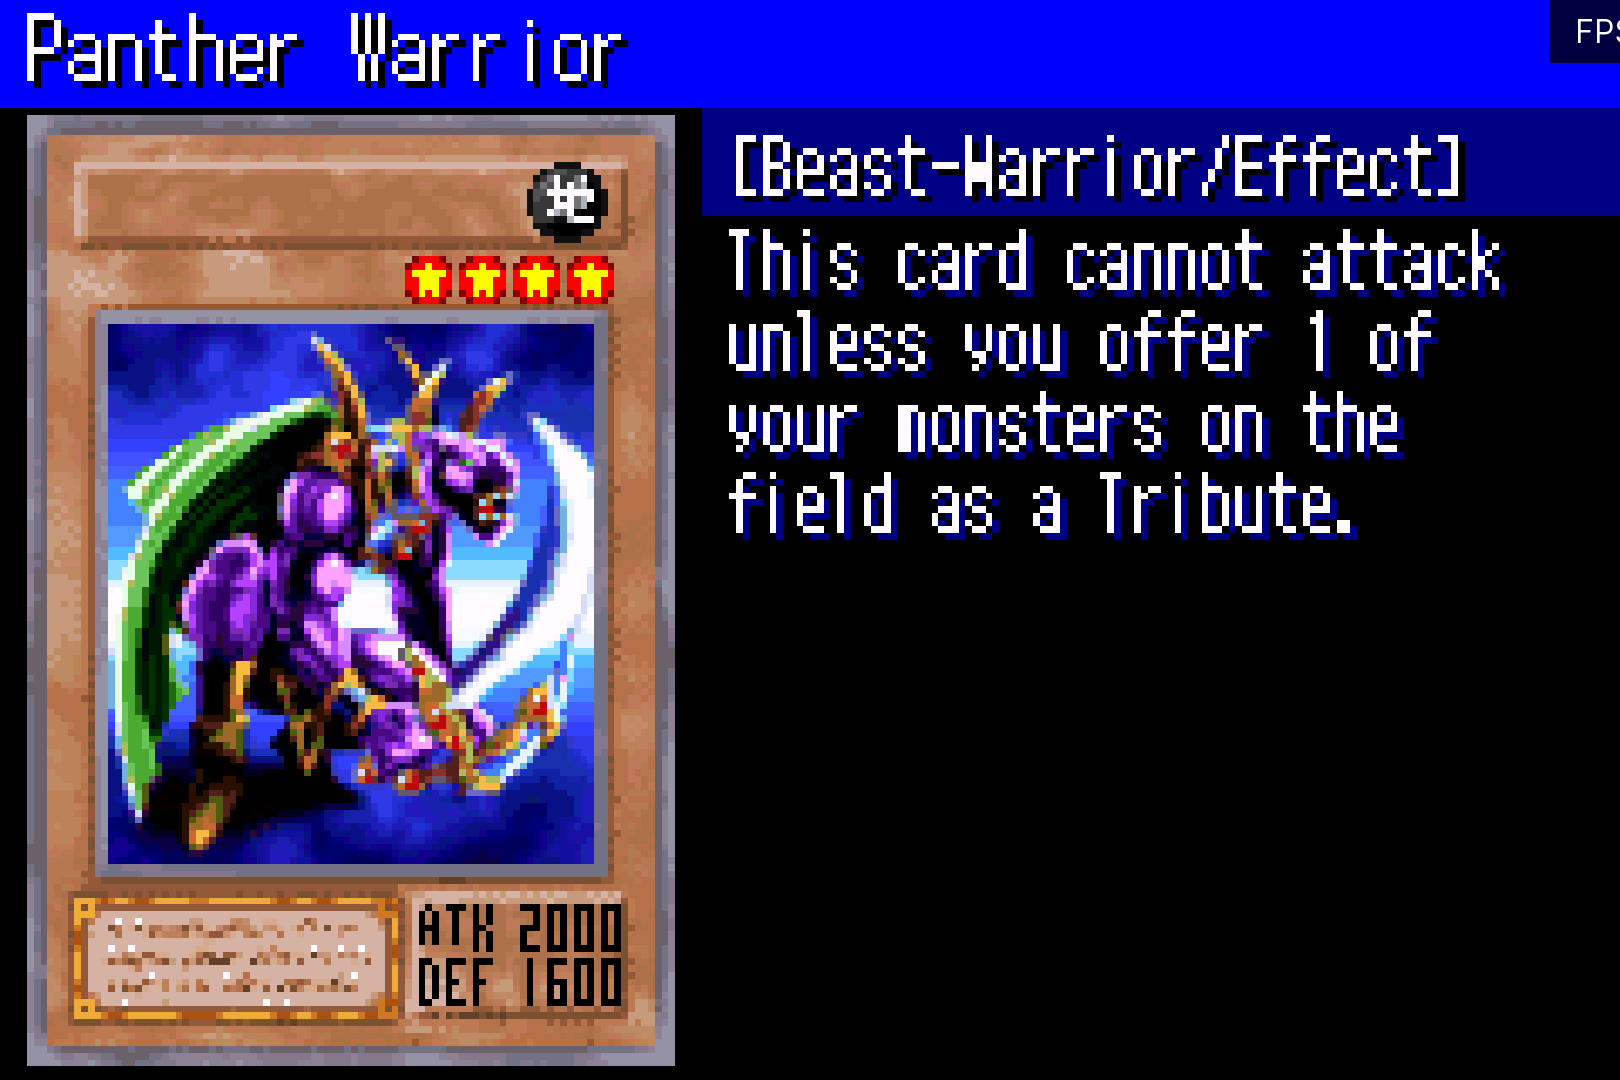 Panther Warrior
FPS
地
[Beast-Warrior/Effect]
This card cannot attack
unless you offer 1 of
your monsters on the
field as a Tribute.
ATK 2000
DEF 1600